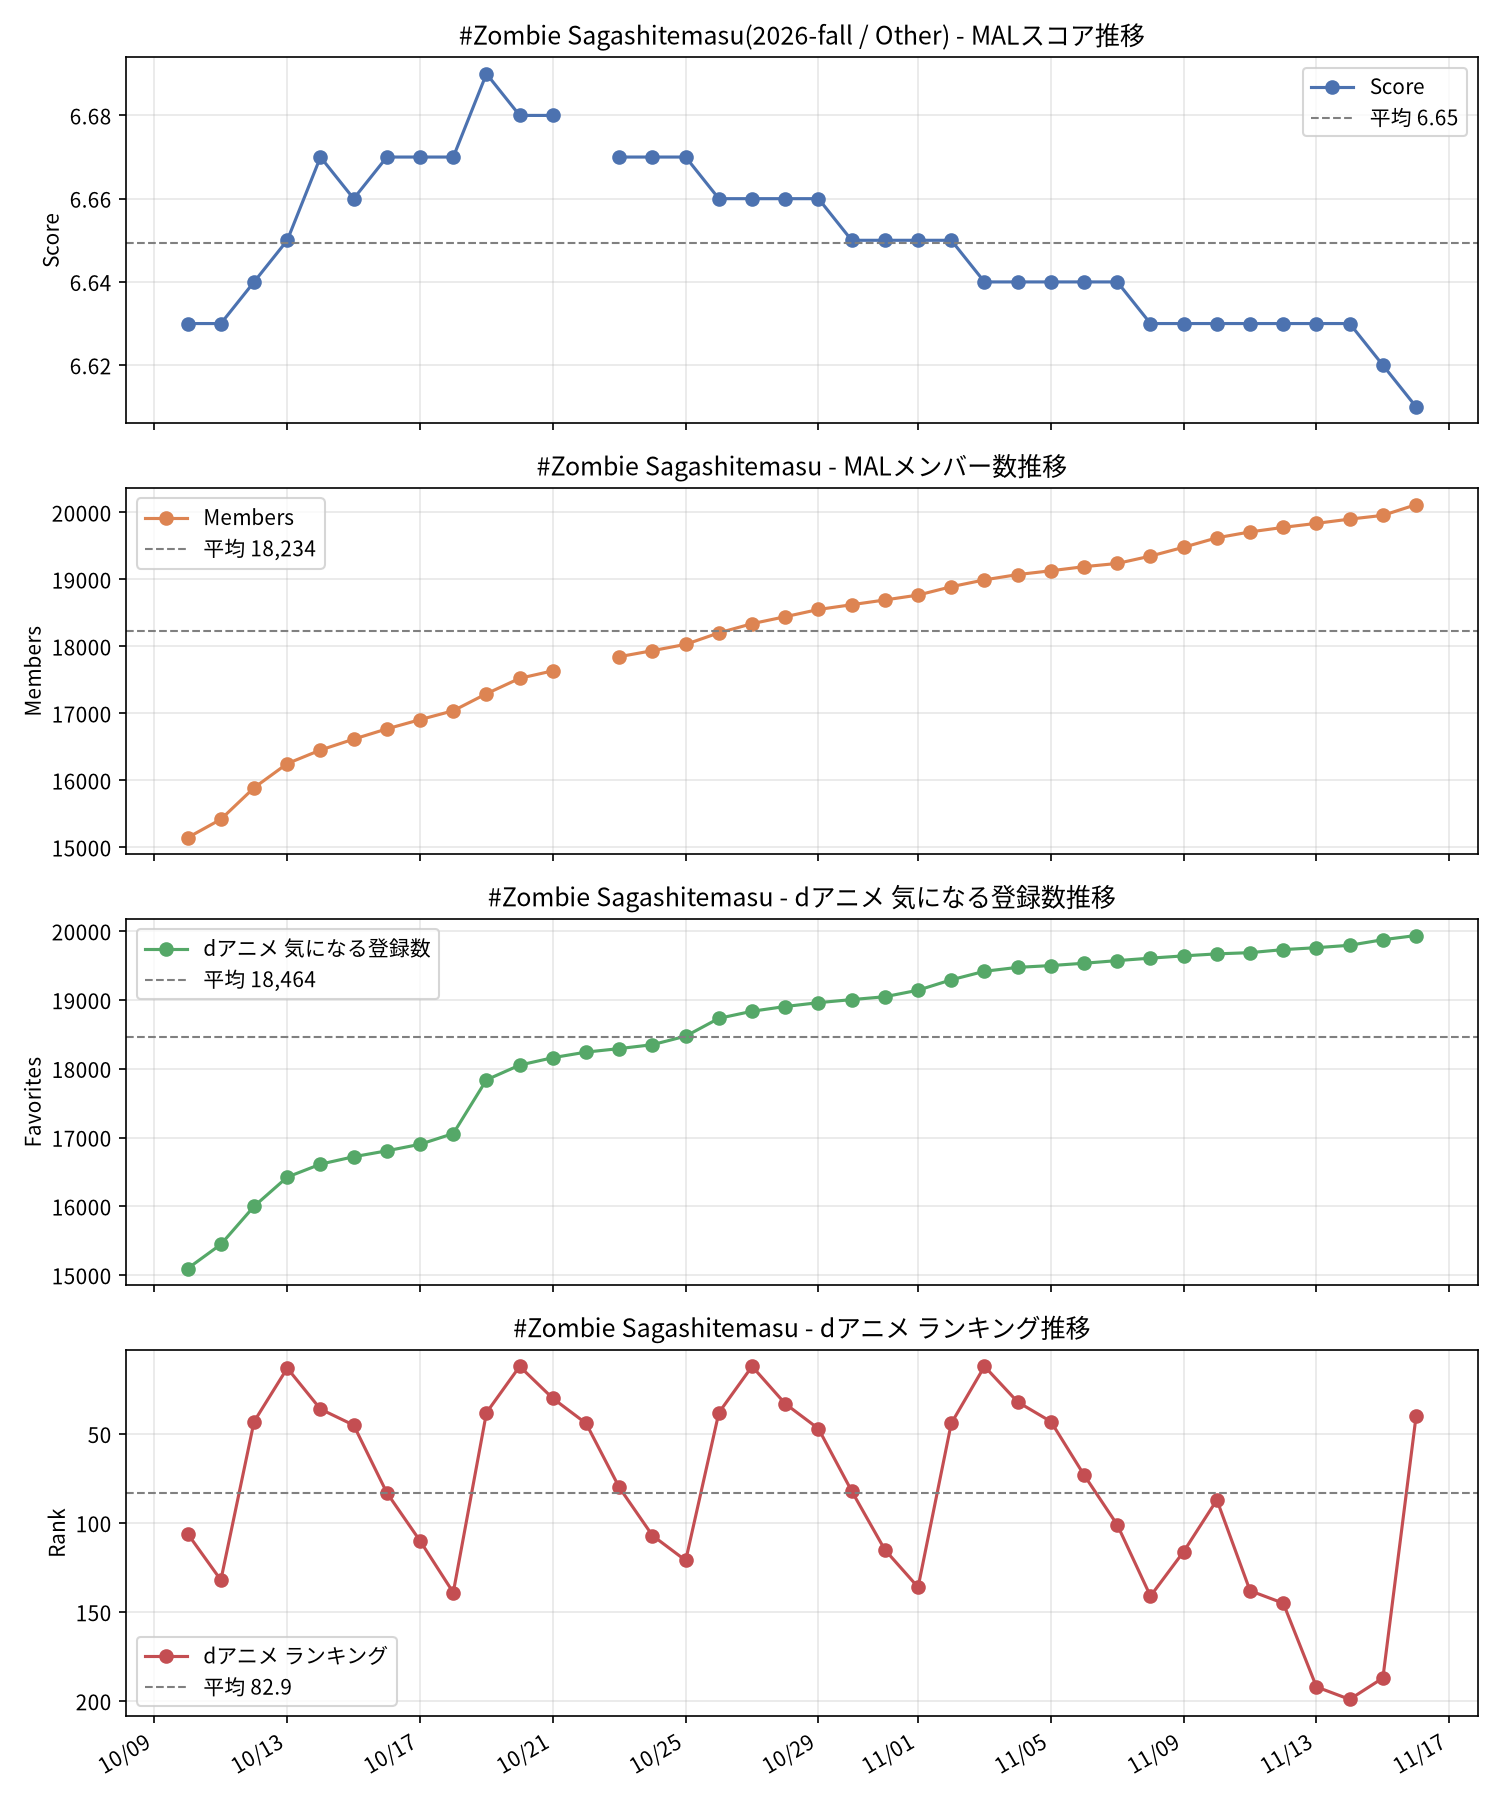 #Zombie Sagashitemasu(2026-fall / Other) - MALスコア推移
Score
6.68
6.66
6.64
6.62
Score
平均 6.65
#Zombie Sagashitemasu - MALメンバー数推移
Members
20000
19000
18000
17000
16000
15000
Members
平均 18,234
#Zombie Sagashitemasu - dアニメ 気になる登録数推移
Favorites
20000
19000
18000
17000
16000
15000
dアニメ 気になる登録数
平均 18,464
#Zombie Sagashitemasu - dアニメ ランキング推移
Rank
50
100
150
200
dアニメ ランキング
平均 82.9
10/09
10/13
10/17
10/21
10/25
10/29
11/01
11/05
11/09
11/13
11/17